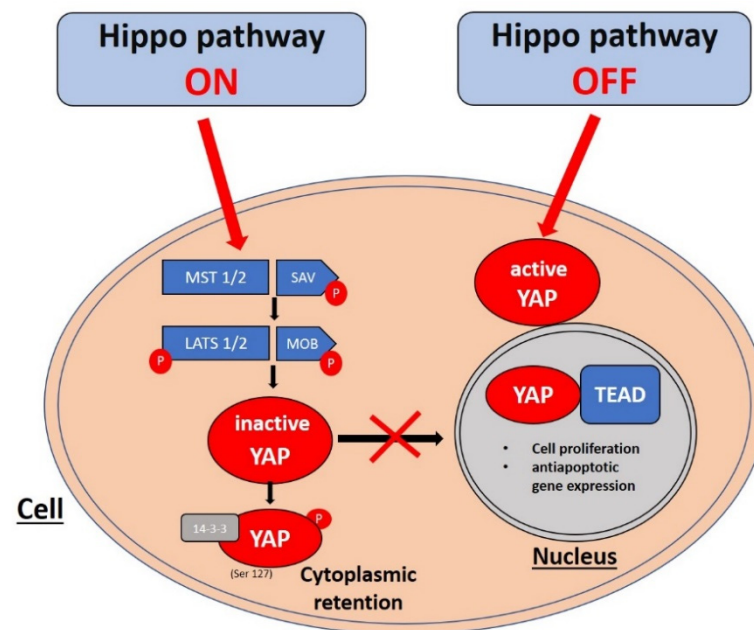 Hippo pathway
ON
Hippo pathway
OFF
MST 1/2
SAV
P
LATS 1/2
MOB
P
P
inactive
YAP
14-3-3
YAP
P
(Ser 127)
Cytoplasmic
retention
Cell
active
YAP
YAP
TEAD
• Cell proliferation
• antiapoptotic
gene expression
Nucleus